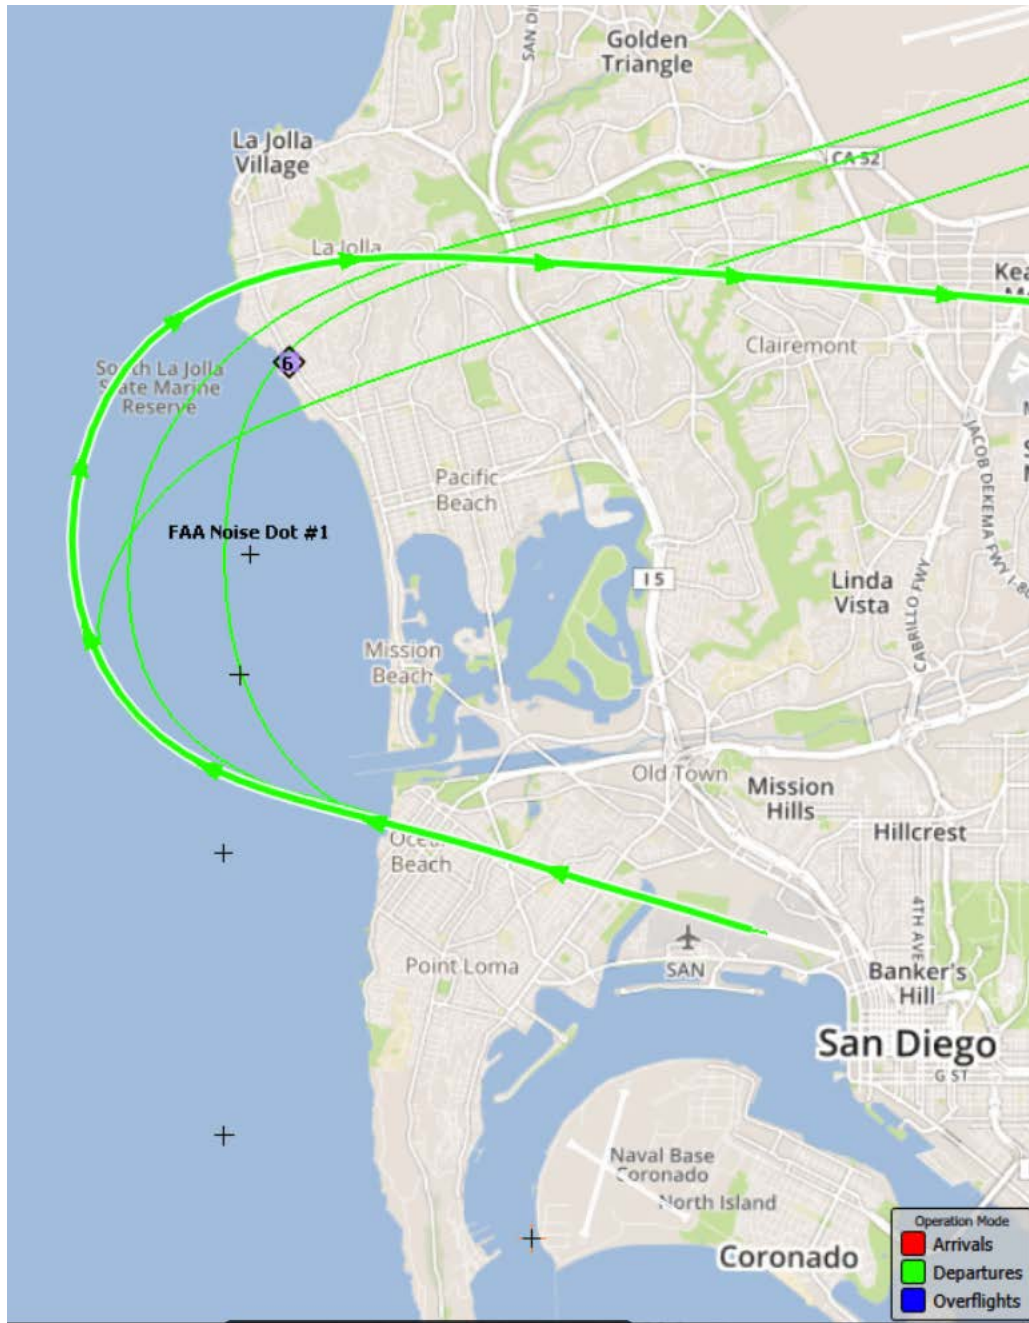 SAN DI
Golden
Triangle
La Jolla
Village
CA 52
La Jolla
Clairemont
6
South La Jolla
State Marine
Reserve
JACOB DEKEMA FWY
Pacific
Beach
FAA Noise Dot #1
I 5
Linda
Vista
CABRILLO FWY
Mission
Beach
Old Town
Mission
Hills
Hillcrest
Ocean
Beach
4TH AVE
Point Loma
SAN
Banker's
Hill
San Diego
G ST
Naval Base
Coronado
North Island
Coronado
Operation Mode
Arrivals
Departures
Overflights